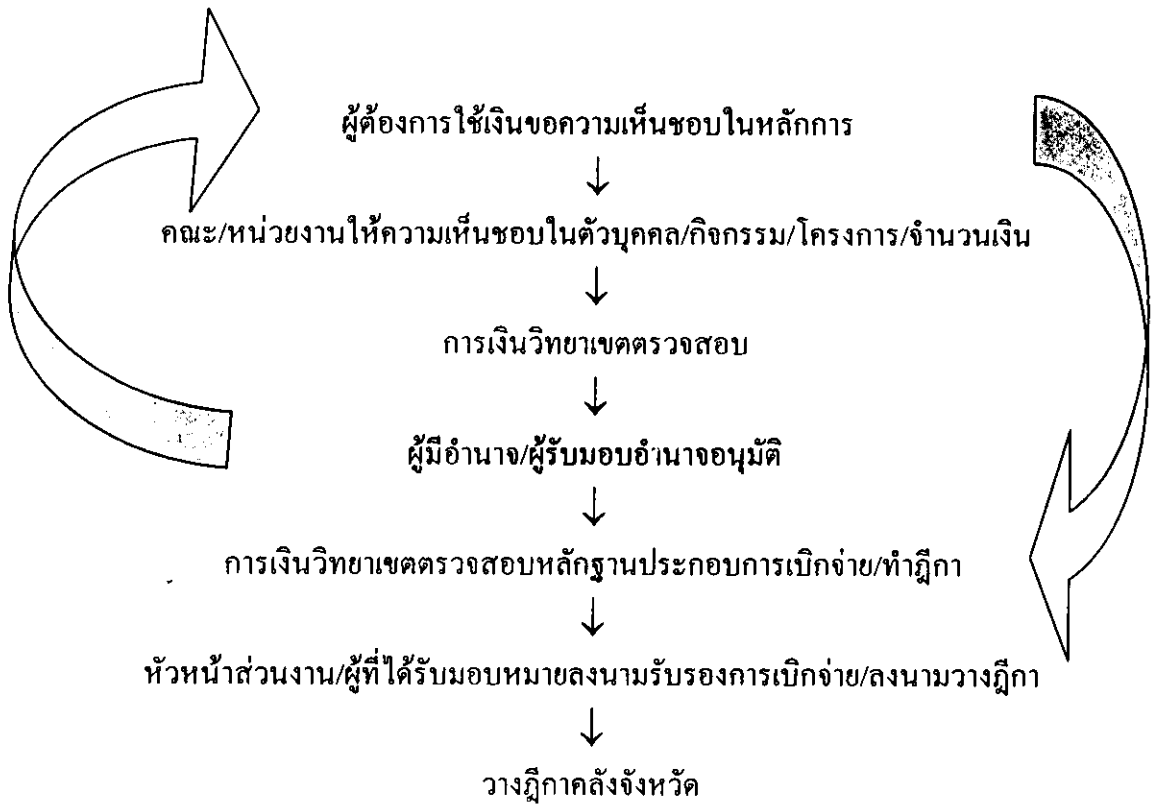 ผู้ต้องการใช้เงินขอความเห็นชอบในหลักการ
คณะ/หน่วยงานให้ความเห็นชอบในตัวบุคคล/กิจกรรม/โครงการ/จำนวนเงิน
การเงินวิทยาเขตตรวจสอบ
ผู้มีอำนาจ/ผู้รับมอบอำนาจอนุมัติ
การเงินวิทยาเขตตรวจสอบหลักฐานประกอบการเบิกจ่าย/ทำฎีกา
หัวหน้าส่วนงาน/ผู้ที่ได้รับมอบหมายลงนามรับรองการเบิกจ่าย/ลงนามวางฎีกา
วางฎีกาคลังจังหวัด